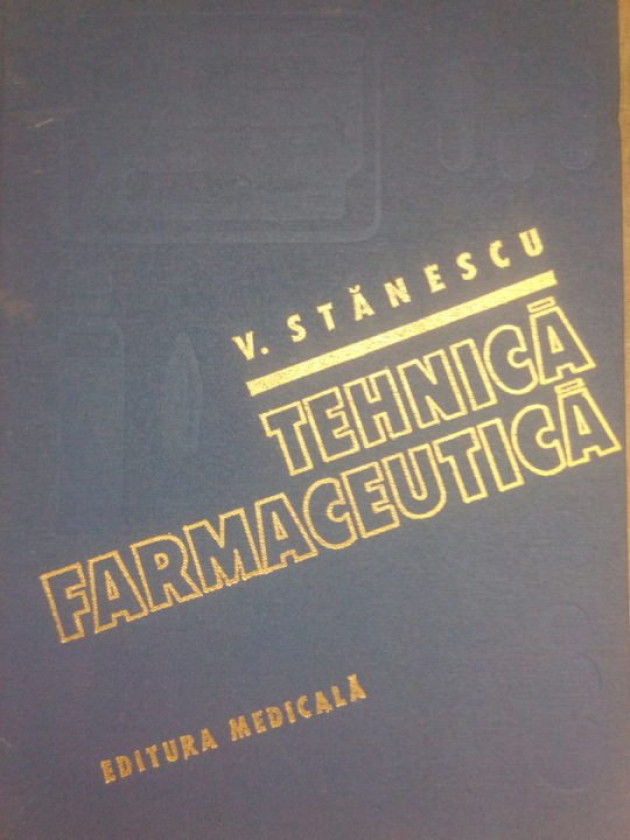 V. STĂNESCU
TEHNICĂ
FARMACEUTICĂ
EDITURA MEDICALĂ